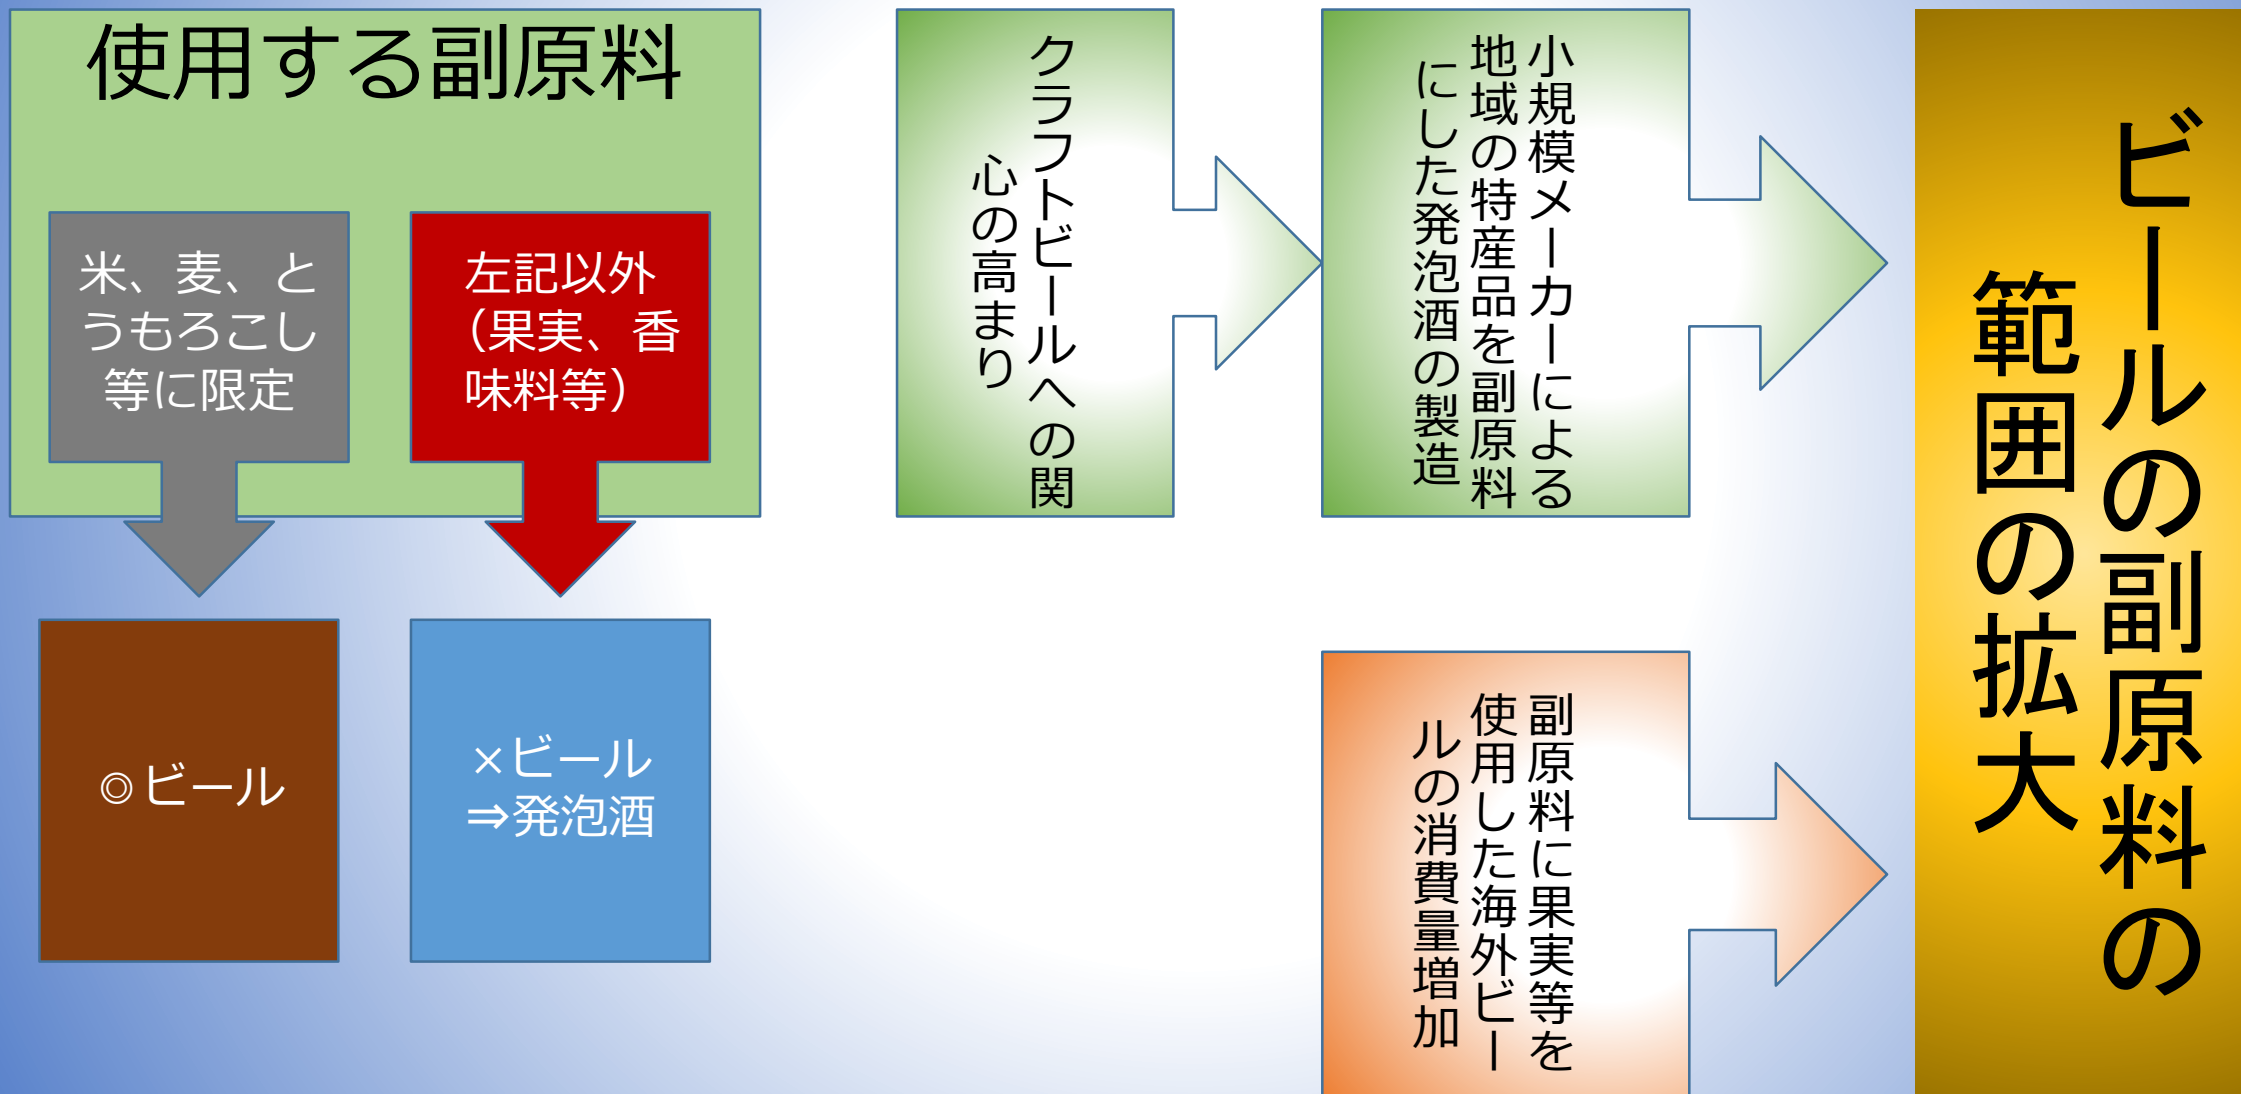 使用する副原料
米、麦、と
うもろこし
等に限定
左記以外
（果実、香
味料等）
◎ビール
×ビール
⇒発泡酒
クラフトビールへの関
心の高まり
小規模メーカーによる
地域の特産品を副原料
にした発泡酒の製造
副原料に果実等を
使用した海外ビー
ルの消費量増加
ビールの副原料の
範囲の拡大